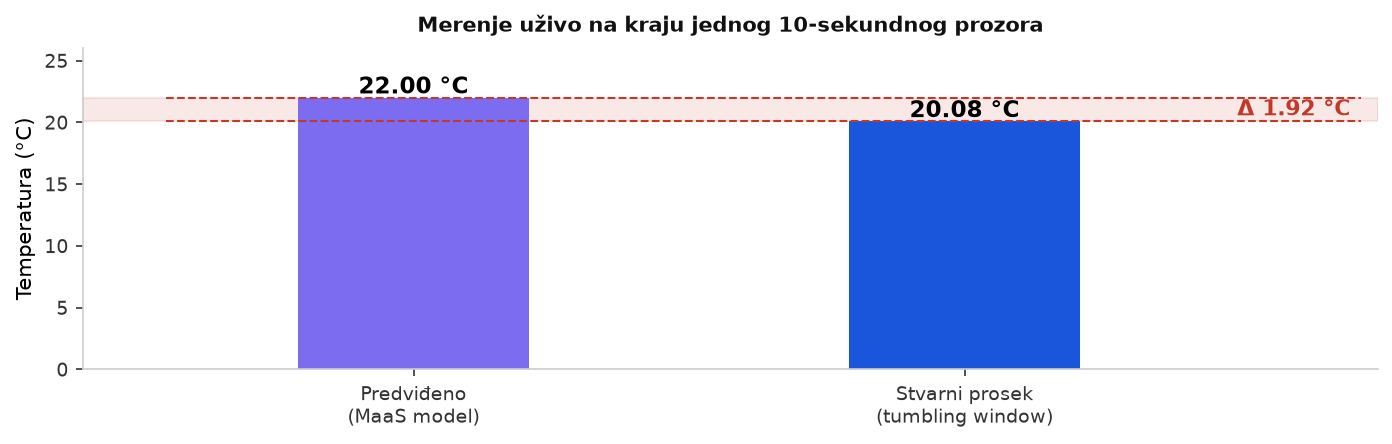 Merenje uživo na kraju jednog 10-sekundnog prozora
Temperatura (°C)
25
20
15
10
5
0
22.00 °C
20.08 °C
Δ 1.92 °C
Predviđeno
(MaaS model)
Stvarni prosek
(tumbling window)